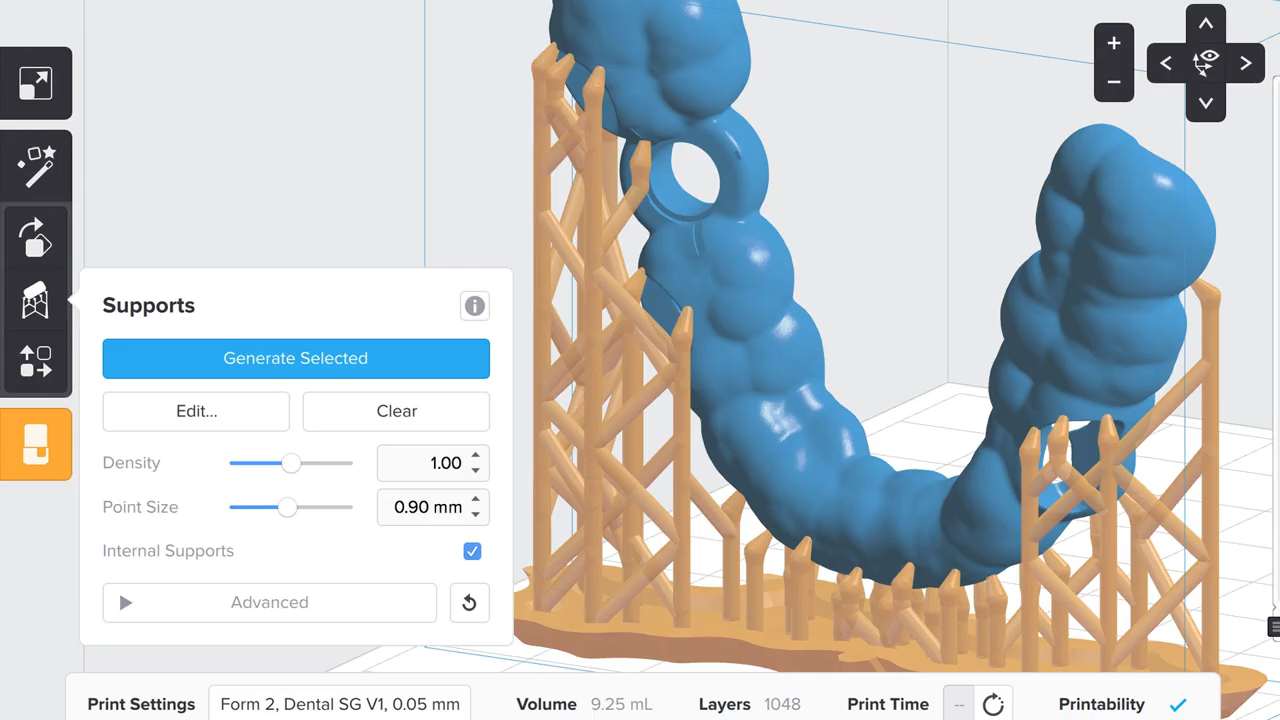 Supports
Generate Selected
Edit...
Clear
Density
1.00
Point Size
0.90 mm
Internal Supports
Advanced
Print Settings
Form 2, Dental SG V1, 0.05 mm
Volume 9.25 mL
Layers 1048
Print Time --
Printability